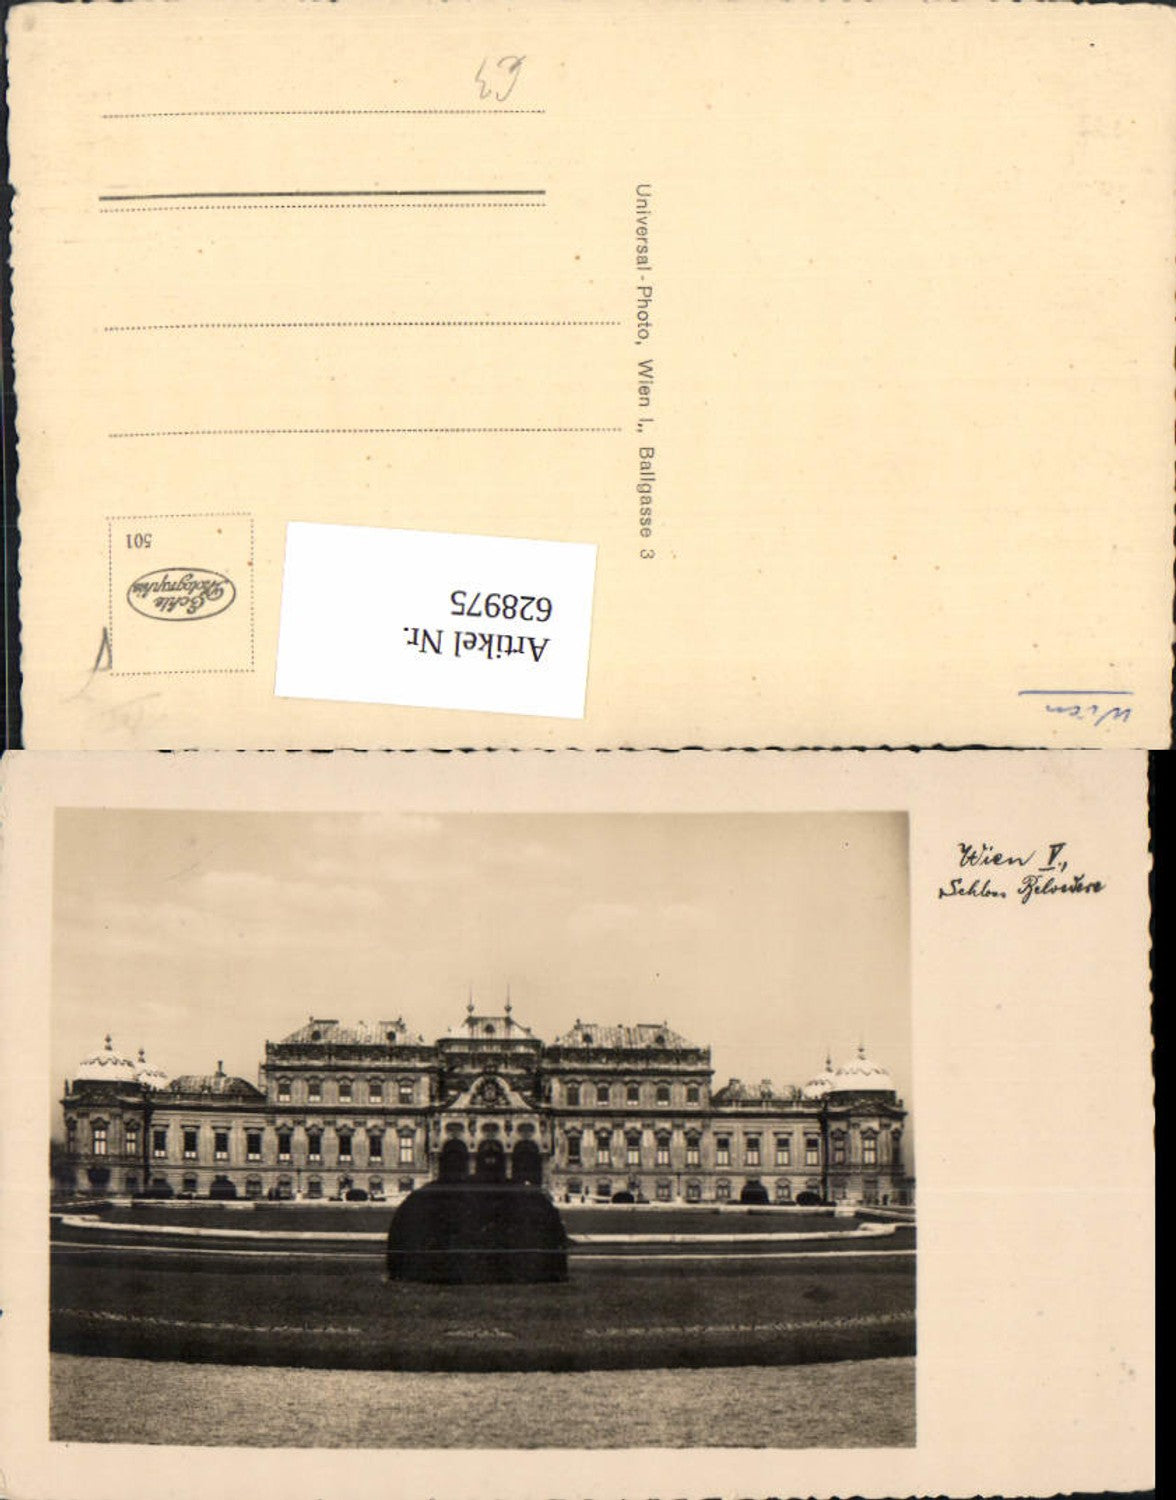 Universal-Photo, Wien I., Ballgasse 3
501
Echte
Photographie
Artikel Nr.
628975
Wien
Wien V.,
Schloss Belvedere